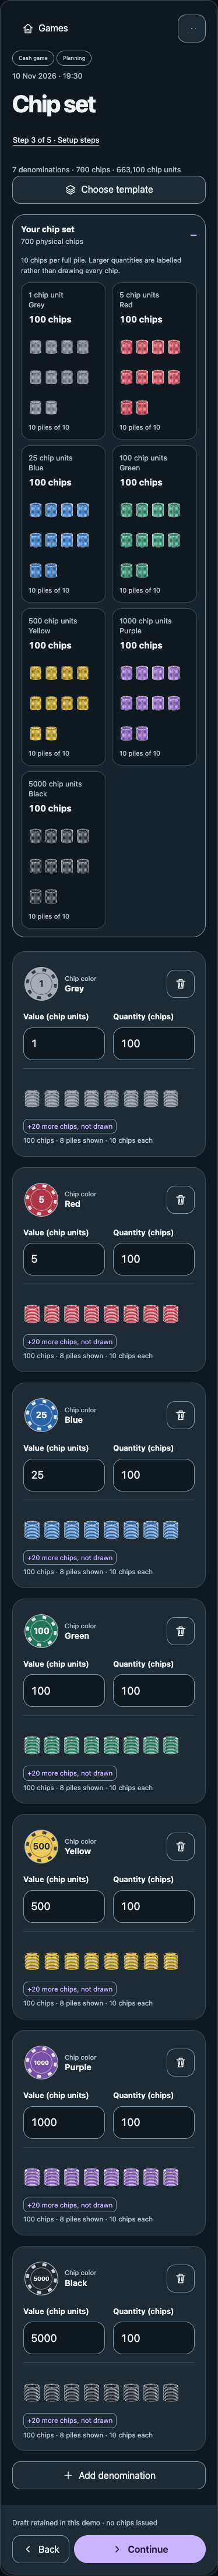 Games
Cash game
Planning
10 Nov 2026 · 19:30
Chip set
Step 3 of 5 · Setup steps
7 denominations · 700 chips · 663,100 chip units
Choose template
Your chip set
700 physical chips
10 chips per full pile. Larger quantities are labelled
rather than drawing every chip.
1 chip unit
Grey
100 chips
10 piles of 10
5 chip units
Red
100 chips
10 piles of 10
25 chip units
Blue
100 chips
10 piles of 10
100 chip units
Green
100 chips
10 piles of 10
500 chip units
Yellow
100 chips
10 piles of 10
1000 chip units
Purple
100 chips
10 piles of 10
5000 chip units
Black
100 chips
10 piles of 10
1
Chip color
Grey
Value (chip units)
Quantity (chips)
1
100
+20 more chips, not drawn
100 chips · 8 piles shown · 10 chips each
5
Chip color
Red
Value (chip units)
Quantity (chips)
5
100
+20 more chips, not drawn
100 chips · 8 piles shown · 10 chips each
25
Chip color
Blue
Value (chip units)
Quantity (chips)
25
100
+20 more chips, not drawn
100 chips · 8 piles shown · 10 chips each
100
Chip color
Green
Value (chip units)
Quantity (chips)
100
100
+20 more chips, not drawn
100 chips · 8 piles shown · 10 chips each
500
Chip color
Yellow
Value (chip units)
Quantity (chips)
500
100
+20 more chips, not drawn
100 chips · 8 piles shown · 10 chips each
1000
Chip color
Purple
Value (chip units)
Quantity (chips)
1000
100
+20 more chips, not drawn
100 chips · 8 piles shown · 10 chips each
5000
Chip color
Black
Value (chip units)
Quantity (chips)
5000
100
+20 more chips, not drawn
100 chips · 8 piles shown · 10 chips each
Add denomination
Draft retained in this demo · no chips issued
Back
Continue